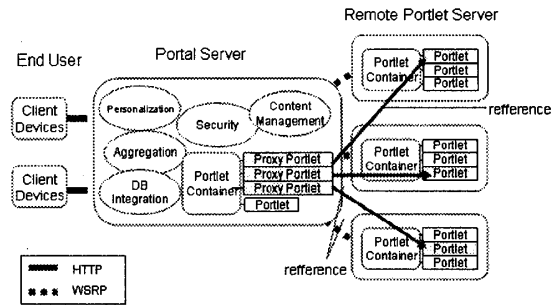 Remote Portlet Server
End User
Portal Server
Client
Devices
Client
Devices
Personalization
Content
Management
Security
Aggregation
DB
Integration
Portlet
Container
Proxy Portlet
Proxy Portlet
Proxy Portlet
Portlet
Portlet
Container
Portlet
Portlet
Portlet
refference
Portlet
Container
Portlet
Portlet
Portlet
Portlet
Container
Portlet
Portlet
Portlet
refference
HTTP
WSRP